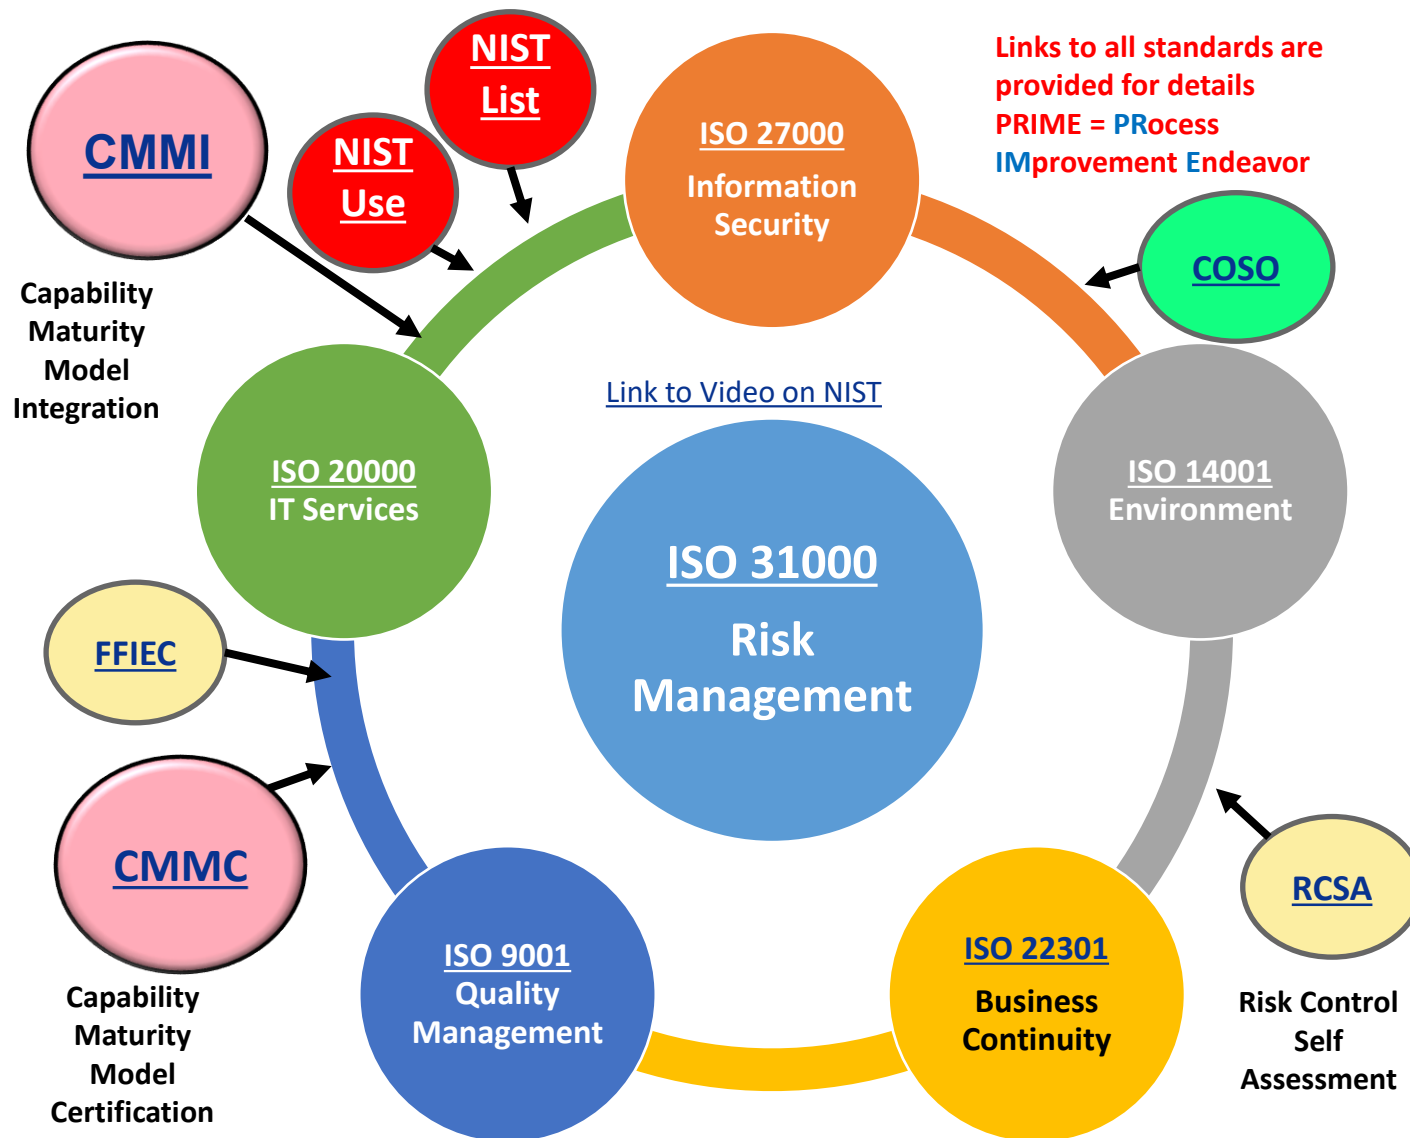 NIST
List
CMMI
NIST
Use
Capability
Maturity
Model
Integration
ISO 27000
Information
Security
Links to all standards are
provided for details
PRIME = PRocess
IMprovement Endeavor
COSO
Link to Video on NIST
ISO 20000
IT Services
ISO 14001
Environment
ISO 31000
Risk
Management
FFIEC
CMMC
Capability
Maturity
Model
Certification
ISO 9001
Quality
Management
ISO 22301
Business
Continuity
RCSA
Risk Control
Self
Assessment